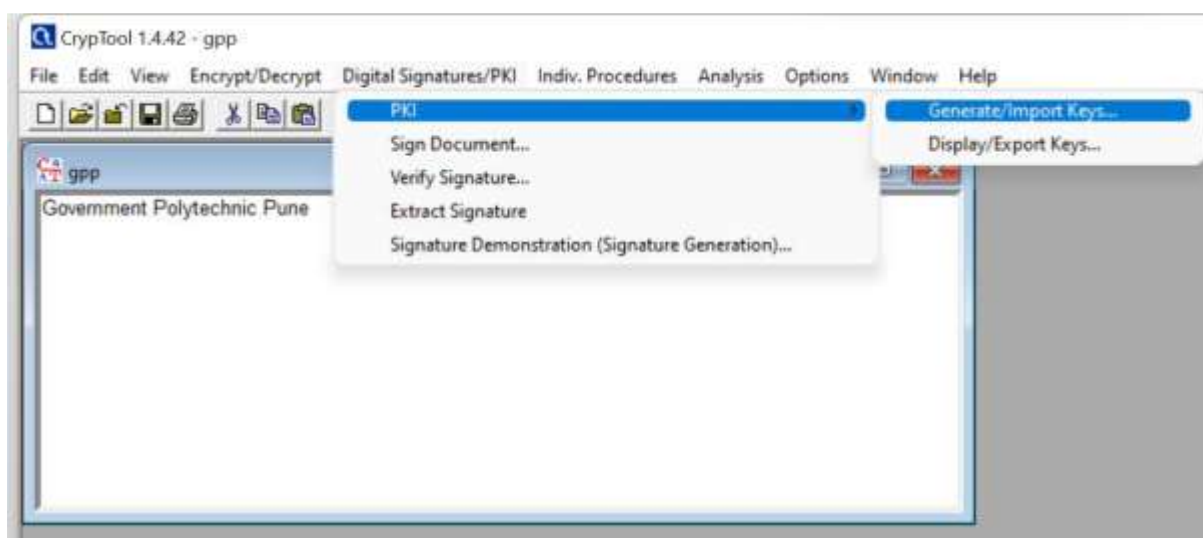 CrypTool 1.4.42 - gpp
File Edit View Encrypt/Decrypt Digital Signatures/PKI Indiv. Procedures Analysis Options Window Help
PKI
Generate/Import Keys...
Sign Document...
Display/Export Keys...
gpp
Verify Signature...
Government Polytechnic Pune
Extract Signature
Signature Demonstration (Signature Generation)...